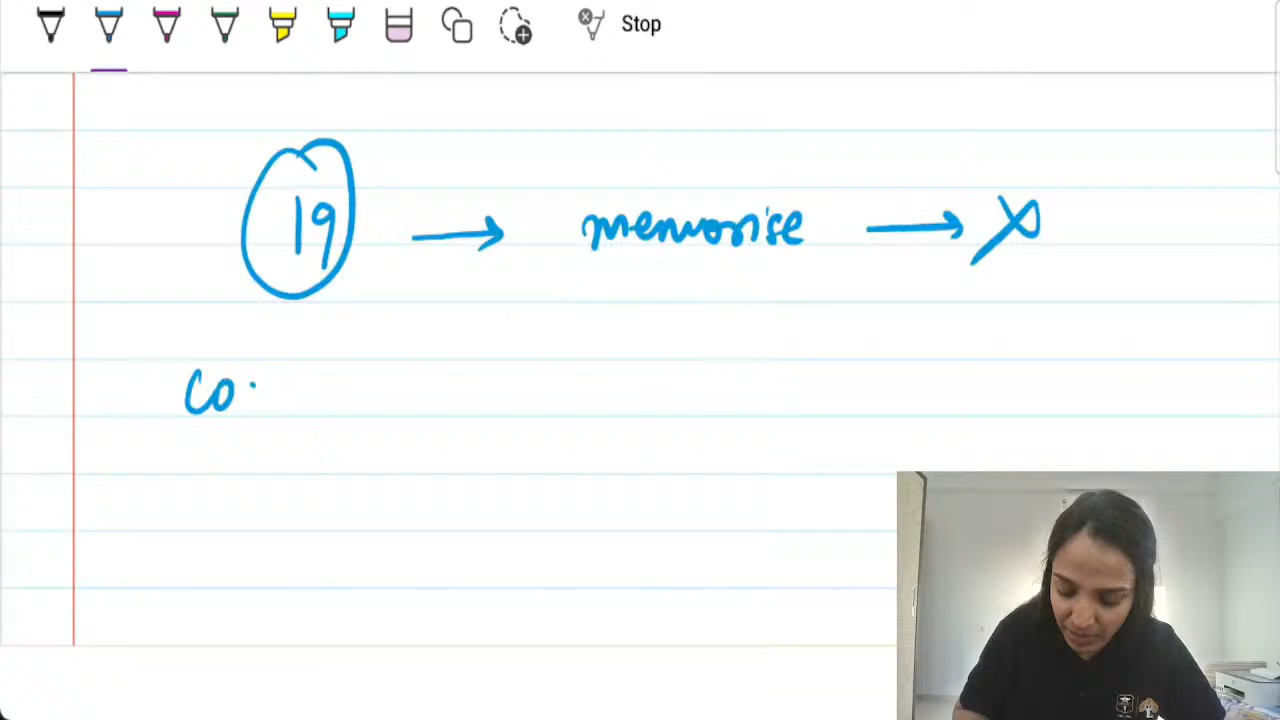 Stop
19 → memorise → X
Co